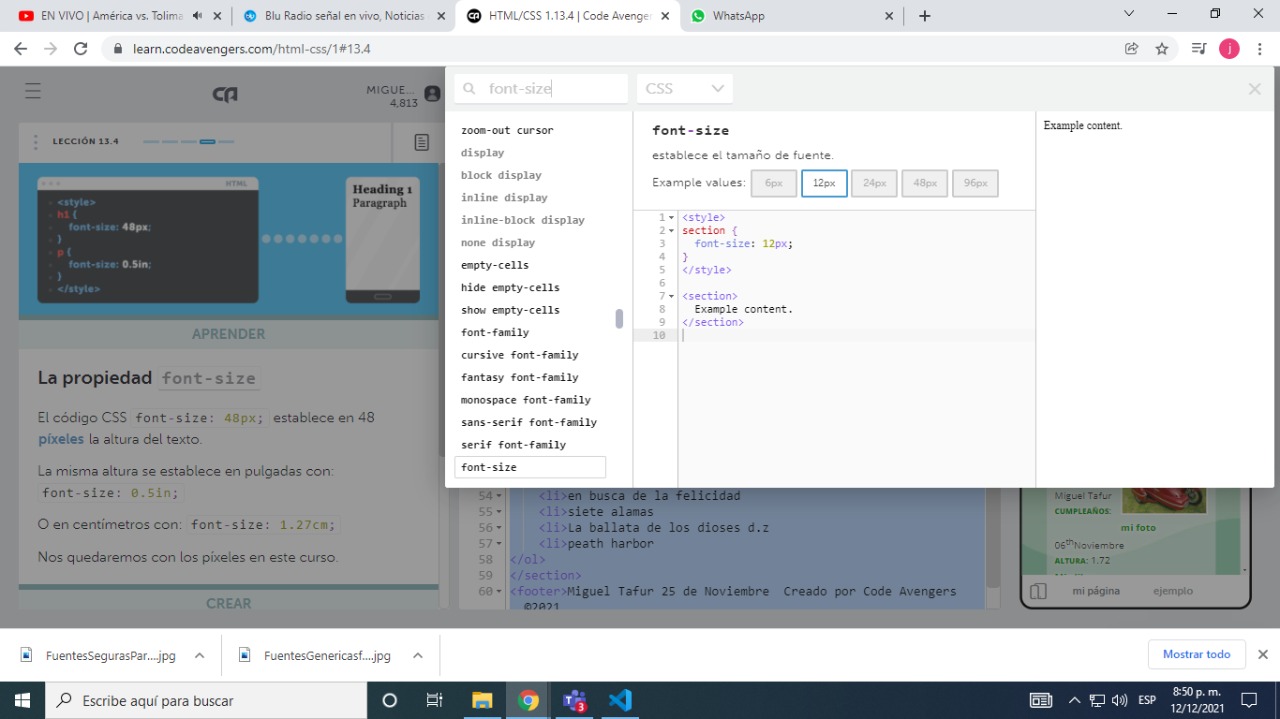 EN VIVO | América vs. Tolima
Blu Radio señal en vivo, Noticias
HTML/CSS 1.13.4 | Code Avenger
WhatsApp
learn.codeavengers.com/html-css/1#13.4
j
MIGUE...
4,813
LECCIÓN 13.4
HTML
<style>
h1 {
font-size: 48px;
}
p {
font-size: 0.5in;
}
</style>
Heading 1
Paragraph
APRENDER
La propiedad font-size
El código CSS font-size: 48px; establece en 48
píxeles la altura del texto.
La misma altura se establece en pulgadas con:
font-size: 0.5in;
O en centímetros con: font-size: 1.27cm;
Nos quedaremos con los píxeles en este curso.
CREAR
font-size
CSS
zoom-out cursor
display
block display
inline display
inline-block display
none display
empty-cells
hide empty-cells
show empty-cells
font-family
cursive font-family
fantasy font-family
monospace font-family
sans-serif font-family
serif font-family
font-size
font-size
establece el tamaño de fuente.
Example values: 6px 12px 24px 48px 96px
1 <style>
2 section {
3 font-size: 12px;
4 }
5 </style>
6
7 <section>
8 Example content.
9 </section>
10
Example content.
54 <li>en busca de la felicidad
55 <li>siete alamas
56 <li>La ballata de los dioses d.z
57 <li>peath harbor
58 </ol>
59 </section>
60 <footer>Miguel Tafur 25 de Noviembre  Creado por Code Avengers
©2021
Miguel Tafur
CUMPLEAÑOS:
mi foto
06thNoviembre
ALTURA: 1.72
mi página
ejemplo
FuentesSegurasPar....jpg
FuentesGenericasf....jpg
Mostrar todo
Escribe aquí para buscar
3
ESP
8:50 p. m.
12/12/2021